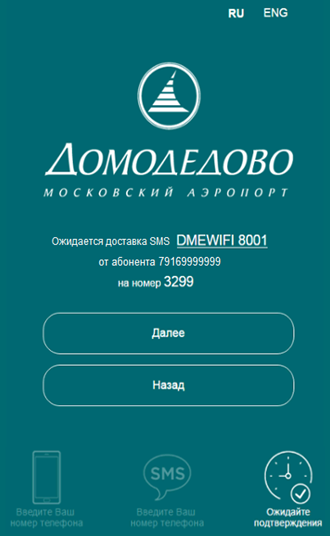 RU ENG
ДОМОДЕДОВО
МОСКОВСКИЙ АЭРОПОРТ
Ожидается доставка SMS DMEWIFI 8001
от абонента 79169999999
на номер 3299
Далее
Назад
SMS
Введите Ваш
номер телефона
Введите Ваш
номер телефона
Ожидайте
подтверждения